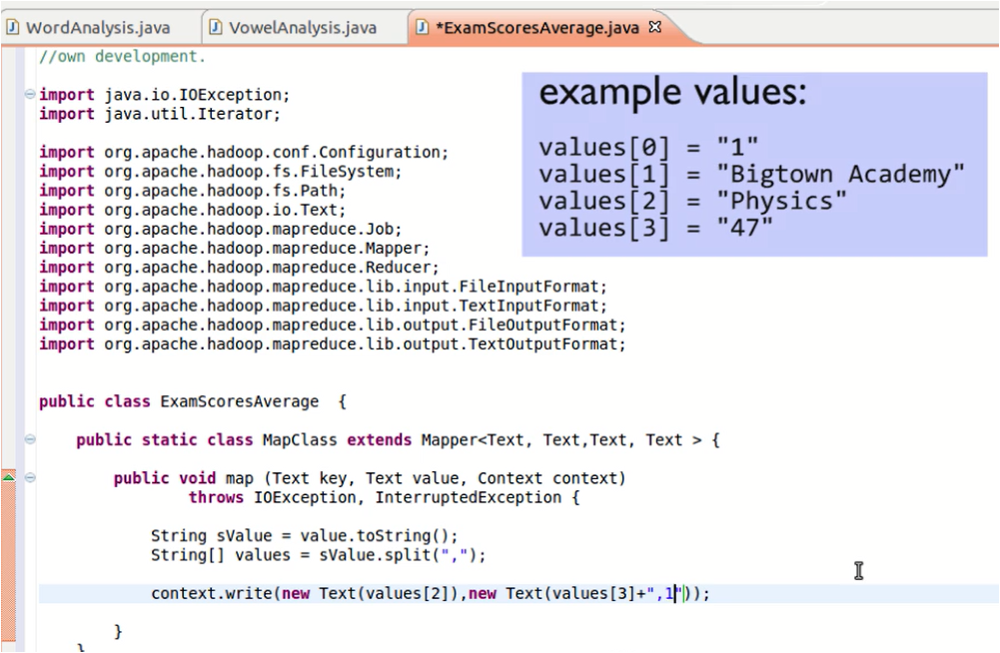 WordAnalysis.java
VowelAnalysis.java
*ExamScoresAverage.java
//own development.
import java.io.IOException;
import java.util.Iterator;
import org.apache.hadoop.conf.Configuration;
import org.apache.hadoop.fs.FileSystem;
import org.apache.hadoop.fs.Path;
import org.apache.hadoop.io.Text;
import org.apache.hadoop.mapreduce.Job;
import org.apache.hadoop.mapreduce.Mapper;
import org.apache.hadoop.mapreduce.Reducer;
import org.apache.hadoop.mapreduce.lib.input.FileInputFormat;
import org.apache.hadoop.mapreduce.lib.input.TextInputFormat;
import org.apache.hadoop.mapreduce.lib.output.FileOutputFormat;
import org.apache.hadoop.mapreduce.lib.output.TextOutputFormat;
example values:
values[0] = "1"
values[1] = "Bigtown Academy"
values[2] = "Physics"
values[3] = "47"
public class ExamScoresAverage  {
public static class MapClass extends Mapper<Text, Text,Text, Text > {
public void map (Text key, Text value, Context context)
throws IOException, InterruptedException {
String sValue = value.toString();
String[] values = sValue.split(",");
context.write(new Text(values[2]),new Text(values[3]+",1"));
}
}